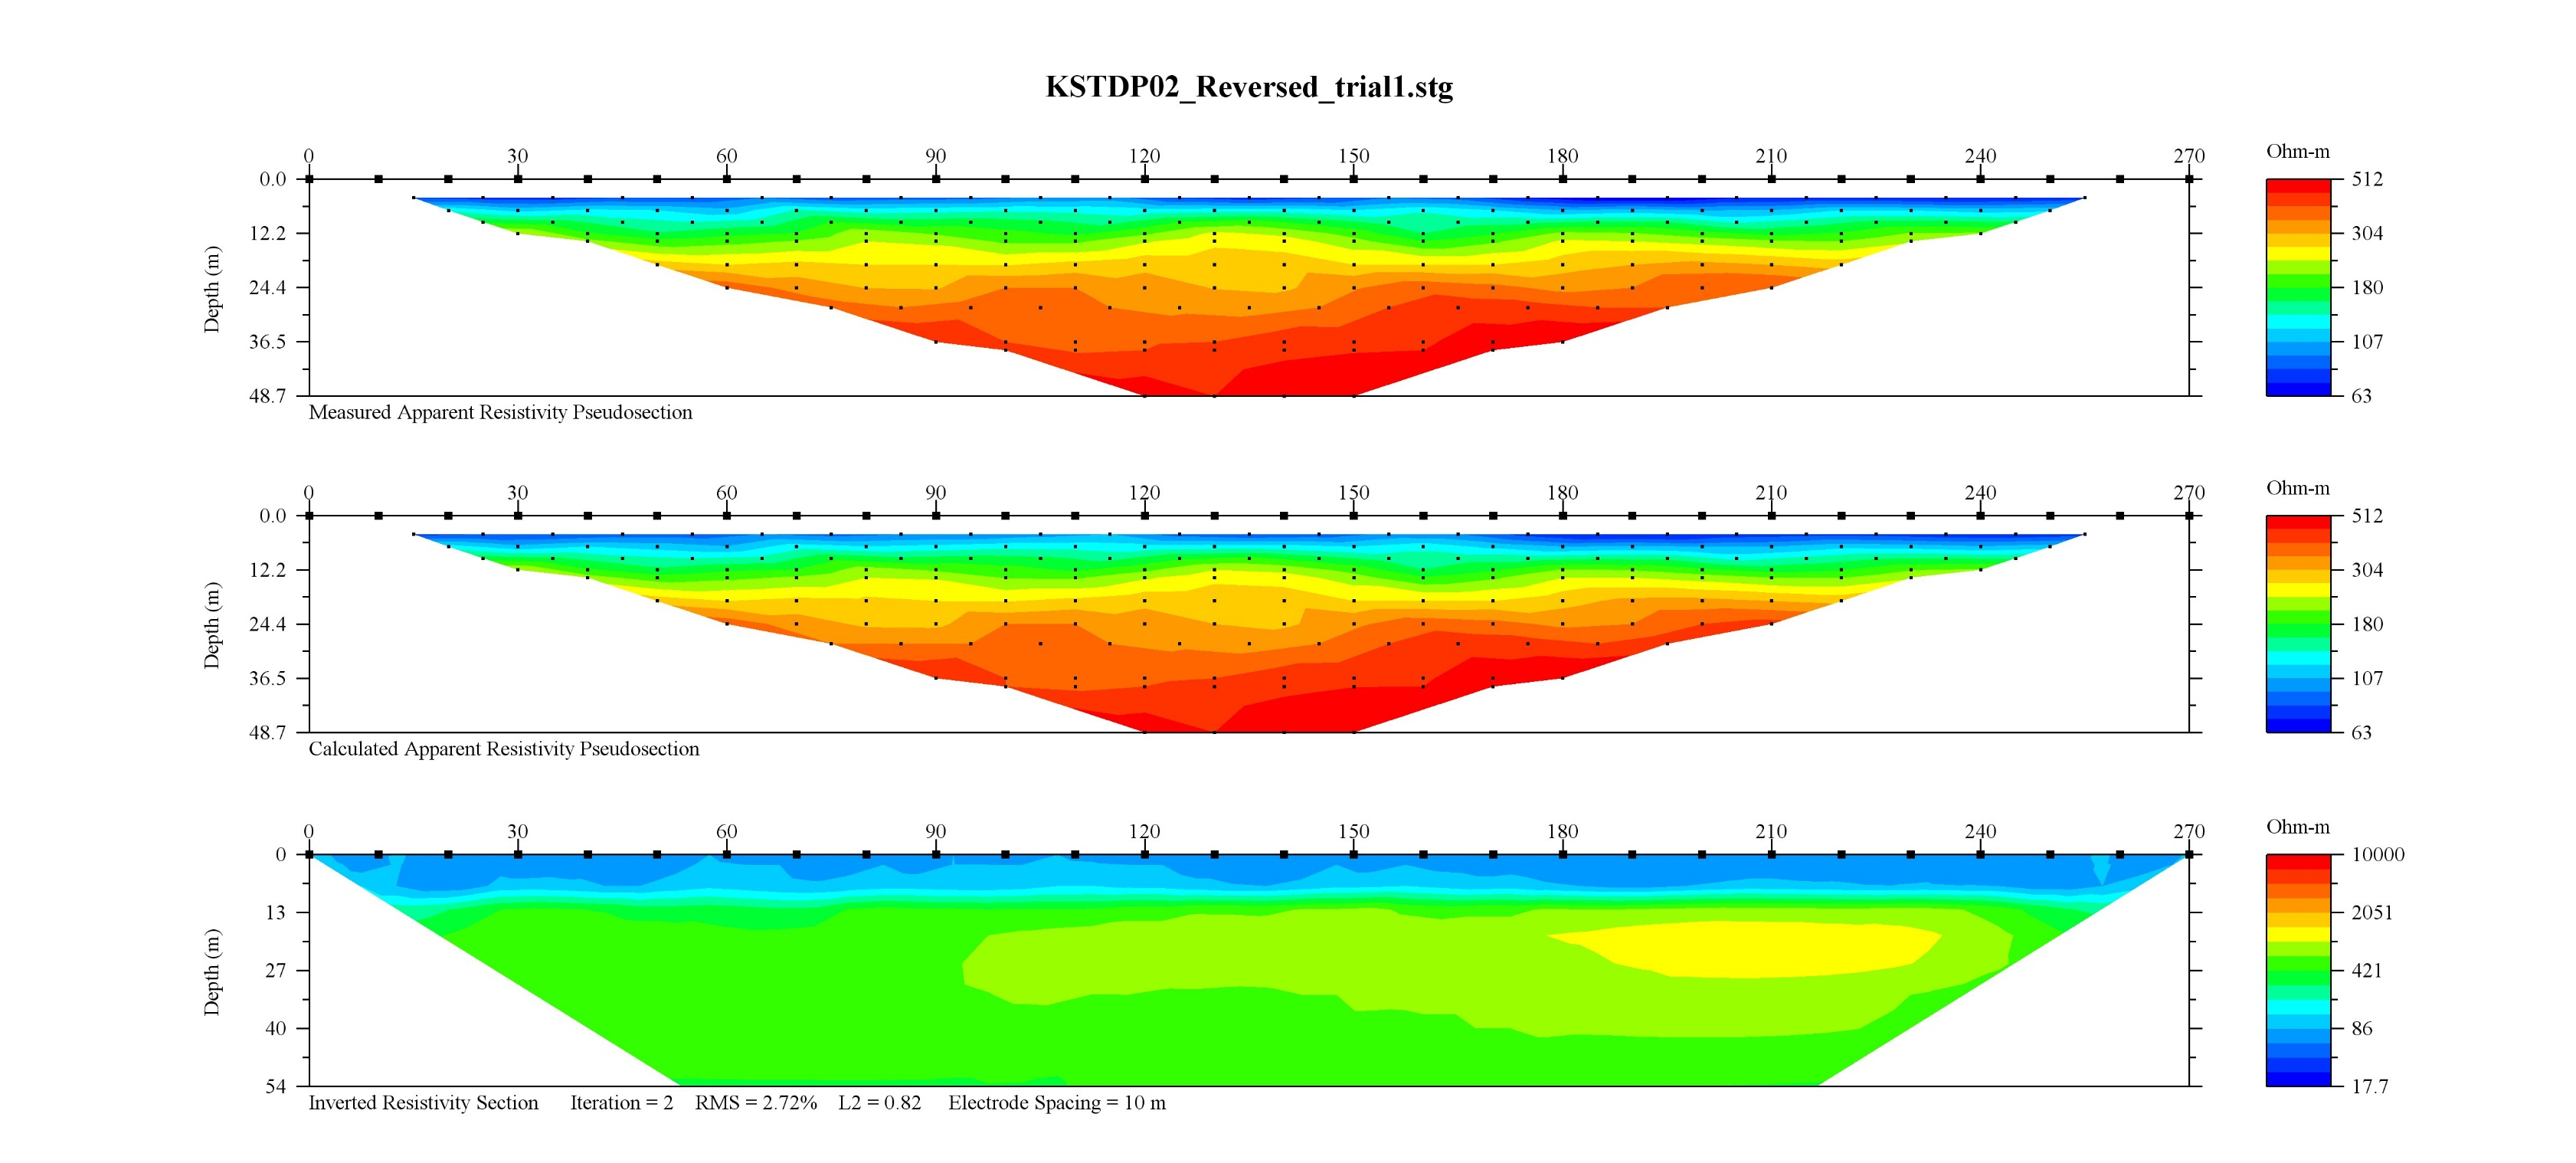 KSTDP02_Reversed_trial1.stg
0 30 60 90 120 150 180 210 240 270 Ohm-m
0.0 512
12.2 304
24.4 180
36.5 107
48.7 63
Depth (m)
Measured Apparent Resistivity Pseudosection
0 30 60 90 120 150 180 210 240 270 Ohm-m
0.0 512
12.2 304
24.4 180
36.5 107
48.7 63
Depth (m)
Calculated Apparent Resistivity Pseudosection
0 30 60 90 120 150 180 210 240 270 Ohm-m
0 10000
13 2051
27 421
40 86
54 17.7
Depth (m)
Inverted Resistivity Section Iteration = 2 RMS = 2.72% L2 = 0.82 Electrode Spacing = 10 m